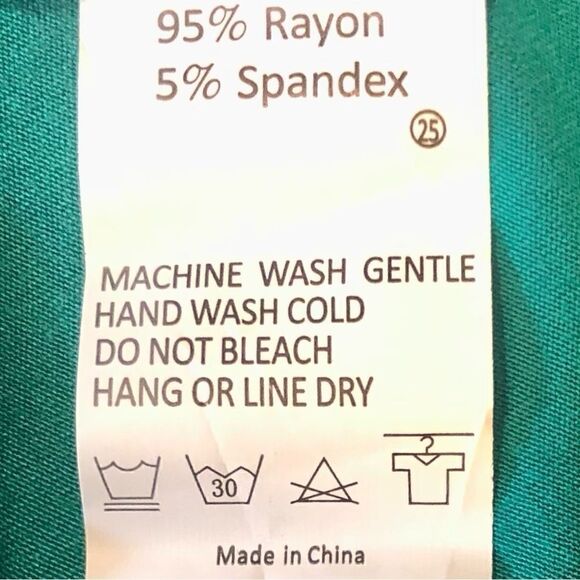 95% Rayon
5% Spandex
25
MACHINE WASH GENTLE
HAND WASH COLD
DO NOT BLEACH
HANG OR LINE DRY
30
Made in China